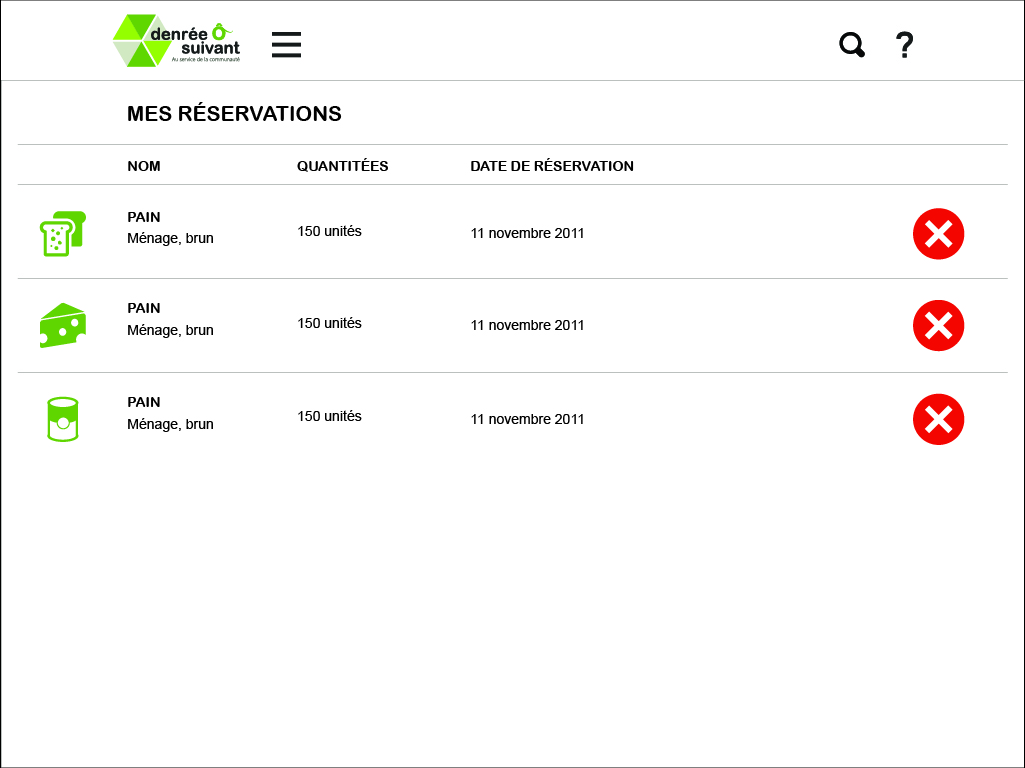 denrée Ô
suivant
Au service de la communauté
?
MES RÉSERVATIONS
NOM QUANTITÉES DATE DE RÉSERVATION
PAIN
Ménage, brun 150 unités 11 novembre 2011
PAIN
Ménage, brun 150 unités 11 novembre 2011
PAIN
Ménage, brun 150 unités 11 novembre 2011